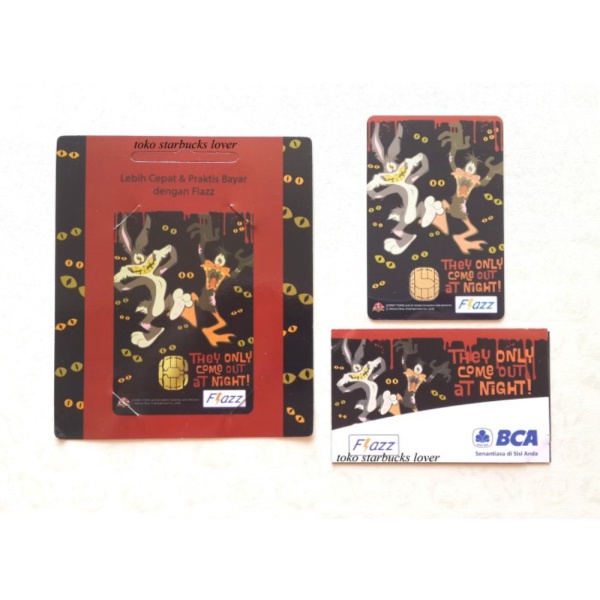 toko starbucks lover
Lebih Cepat & Praktis Bayar
dengan Flazz
THEY ONLY
COME OUT
AT NIGHT!
Flazz
THEY ONLY
COME OUT
AT NIGHT!
Flazz
THEY ONLY
COME OUT
AT NIGHT!
Flazz
BCA
Senantiasa di Sisi Anda
toko starbucks lover